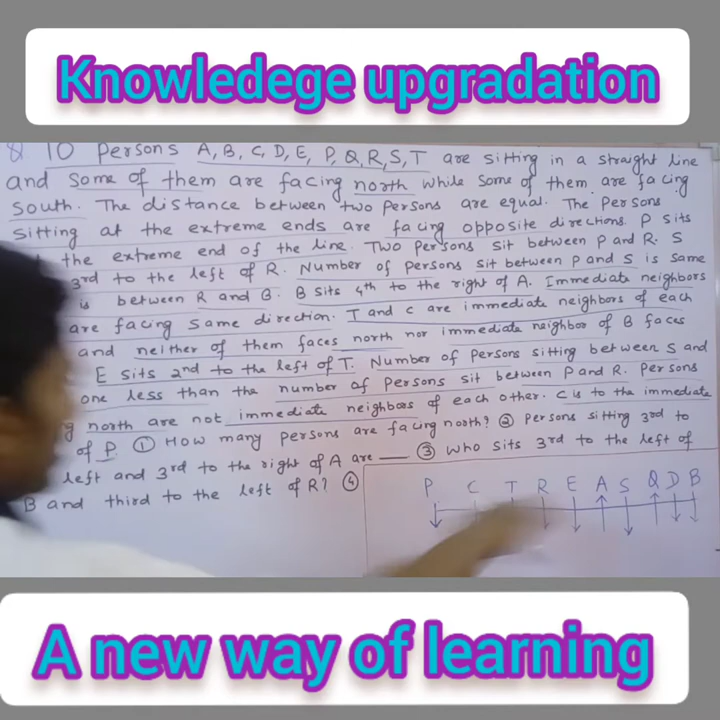 Knowledege upgradation
10 Persons A, B, C, D, E, P, Q, R, S, T are sitting in a straight line
and some of them are facing north while some of them are facing
south. The distance between two persons are equal. The persons
sitting at the extreme ends are facing opposite directions. P sits
the extreme end of the line. Two persons sit between P and R. S
3rd to the left of R. Number of persons sit between P and S is same
is between R and B. B sits 4th to the right of A. Immediate neighbors
are facing same direction. T and C are immediate neighbors of each
and neither of them faces north nor immediate neighbor of B faces
E sits 2nd to the left of T. Number of persons sitting between S and
one less than the number of persons sit between P and R. Persons
north are not immediate neighbors of each other. C is to the immediate
of P. ① How many persons are facing north? ② Persons sitting 3rd to
left and 3rd to the right of A are ___ ③ Who sits 3rd to the left of
B and third to the left of R? ④
P C T R E A S Q D B
A new way of learning